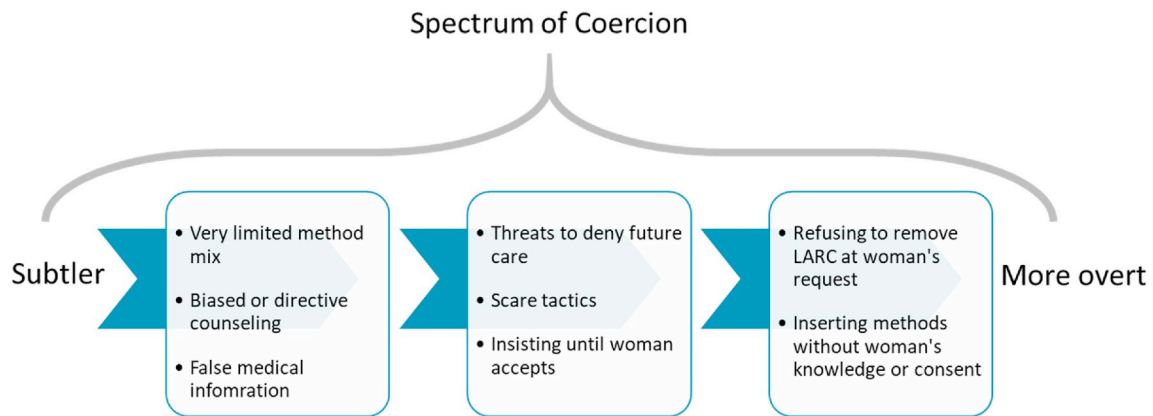 Spectrum of Coercion
Subtler
• Very limited method
mix
• Biased or directive
counseling
• False medical
infomration
• Threats to deny future
care
• Scare tactics
• Insisting until woman
accepts
• Refusing to remove
LARC at woman's
request
• Inserting methods
without woman's
knowledge or consent
More overt